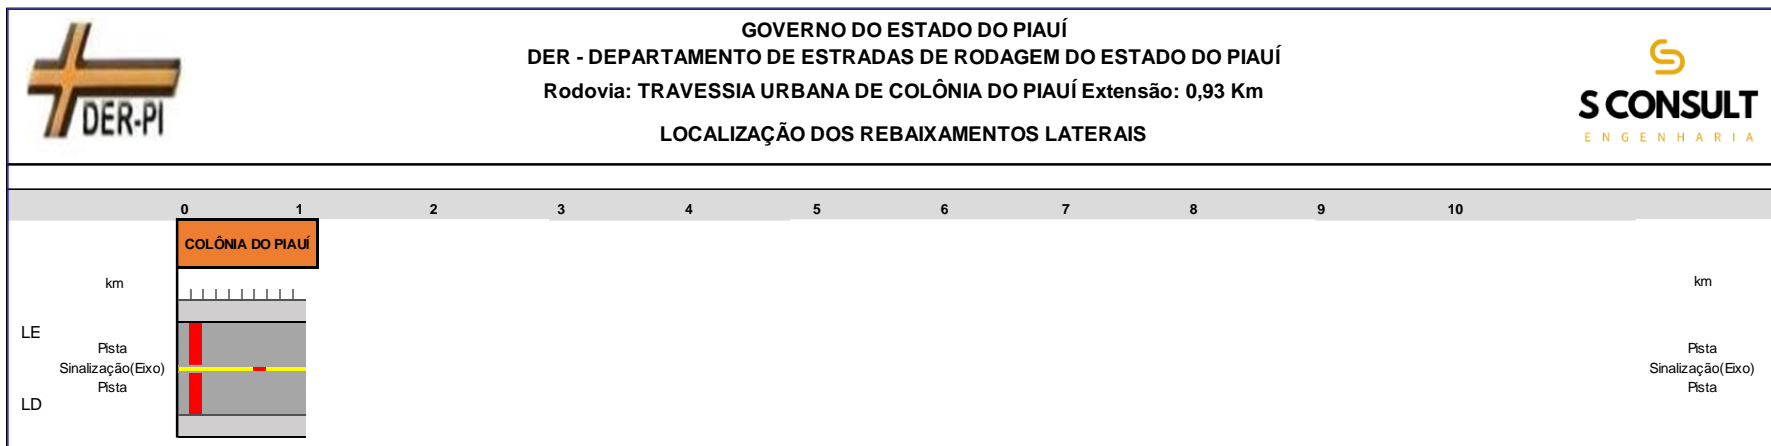 GOVERNO DO ESTADO DO PIAUÍ
DER - DEPARTAMENTO DE ESTRADAS DE RODAGEM DO ESTADO DO PIAUÍ
Rodovia: TRAVESSIA URBANA DE COLÔNIA DO PIAUÍ Extensão: 0,93 Km
LOCALIZAÇÃO DOS REBAIXAMENTOS LATERAIS
DER-PI
S CONSULT
ENGENHARIA
0 1 2 3 4 5 6 7 8 9 10
COLÔNIA DO PIAUÍ
km km
LE
Pista Pista
Sinalização(Eixo) Sinalização(Eixo)
Pista Pista
LD